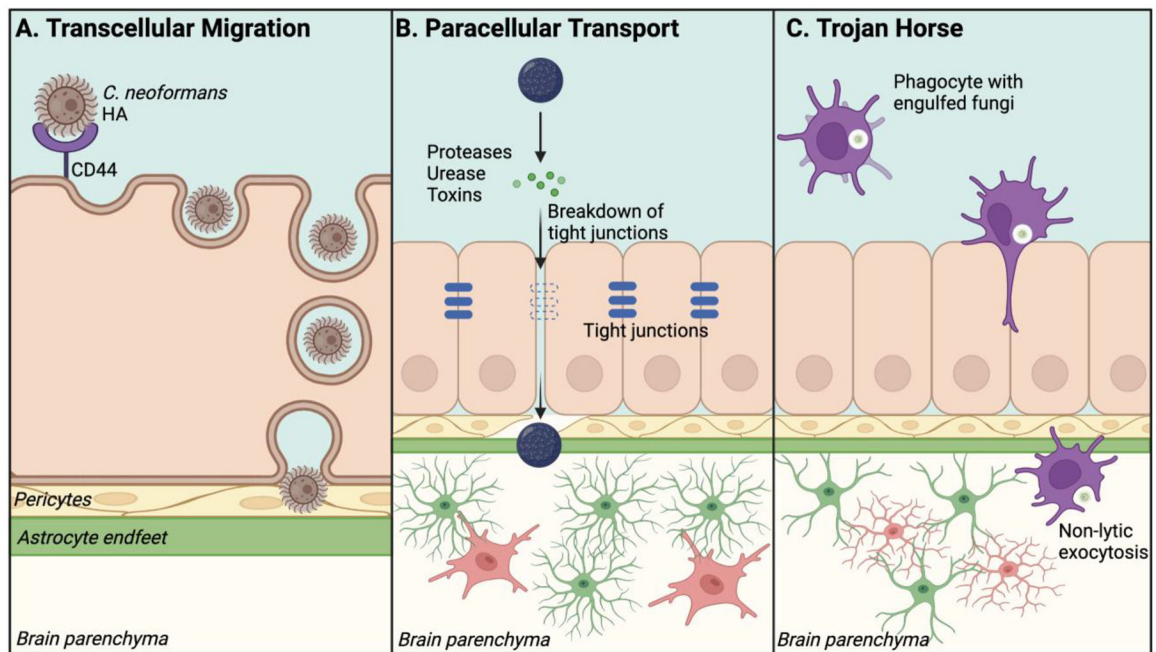 A. Transcellular Migration
C. neoformans
HA
CD44
Pericytes
Astrocyte endfeet
Brain parenchyma
B. Paracellular Transport
Proteases
Urease
Toxins
Breakdown of
tight junctions
Tight junctions
Brain parenchyma
C. Trojan Horse
Phagocyte with
engulfed fungi
Non-lytic
exocytosis
Brain parenchyma